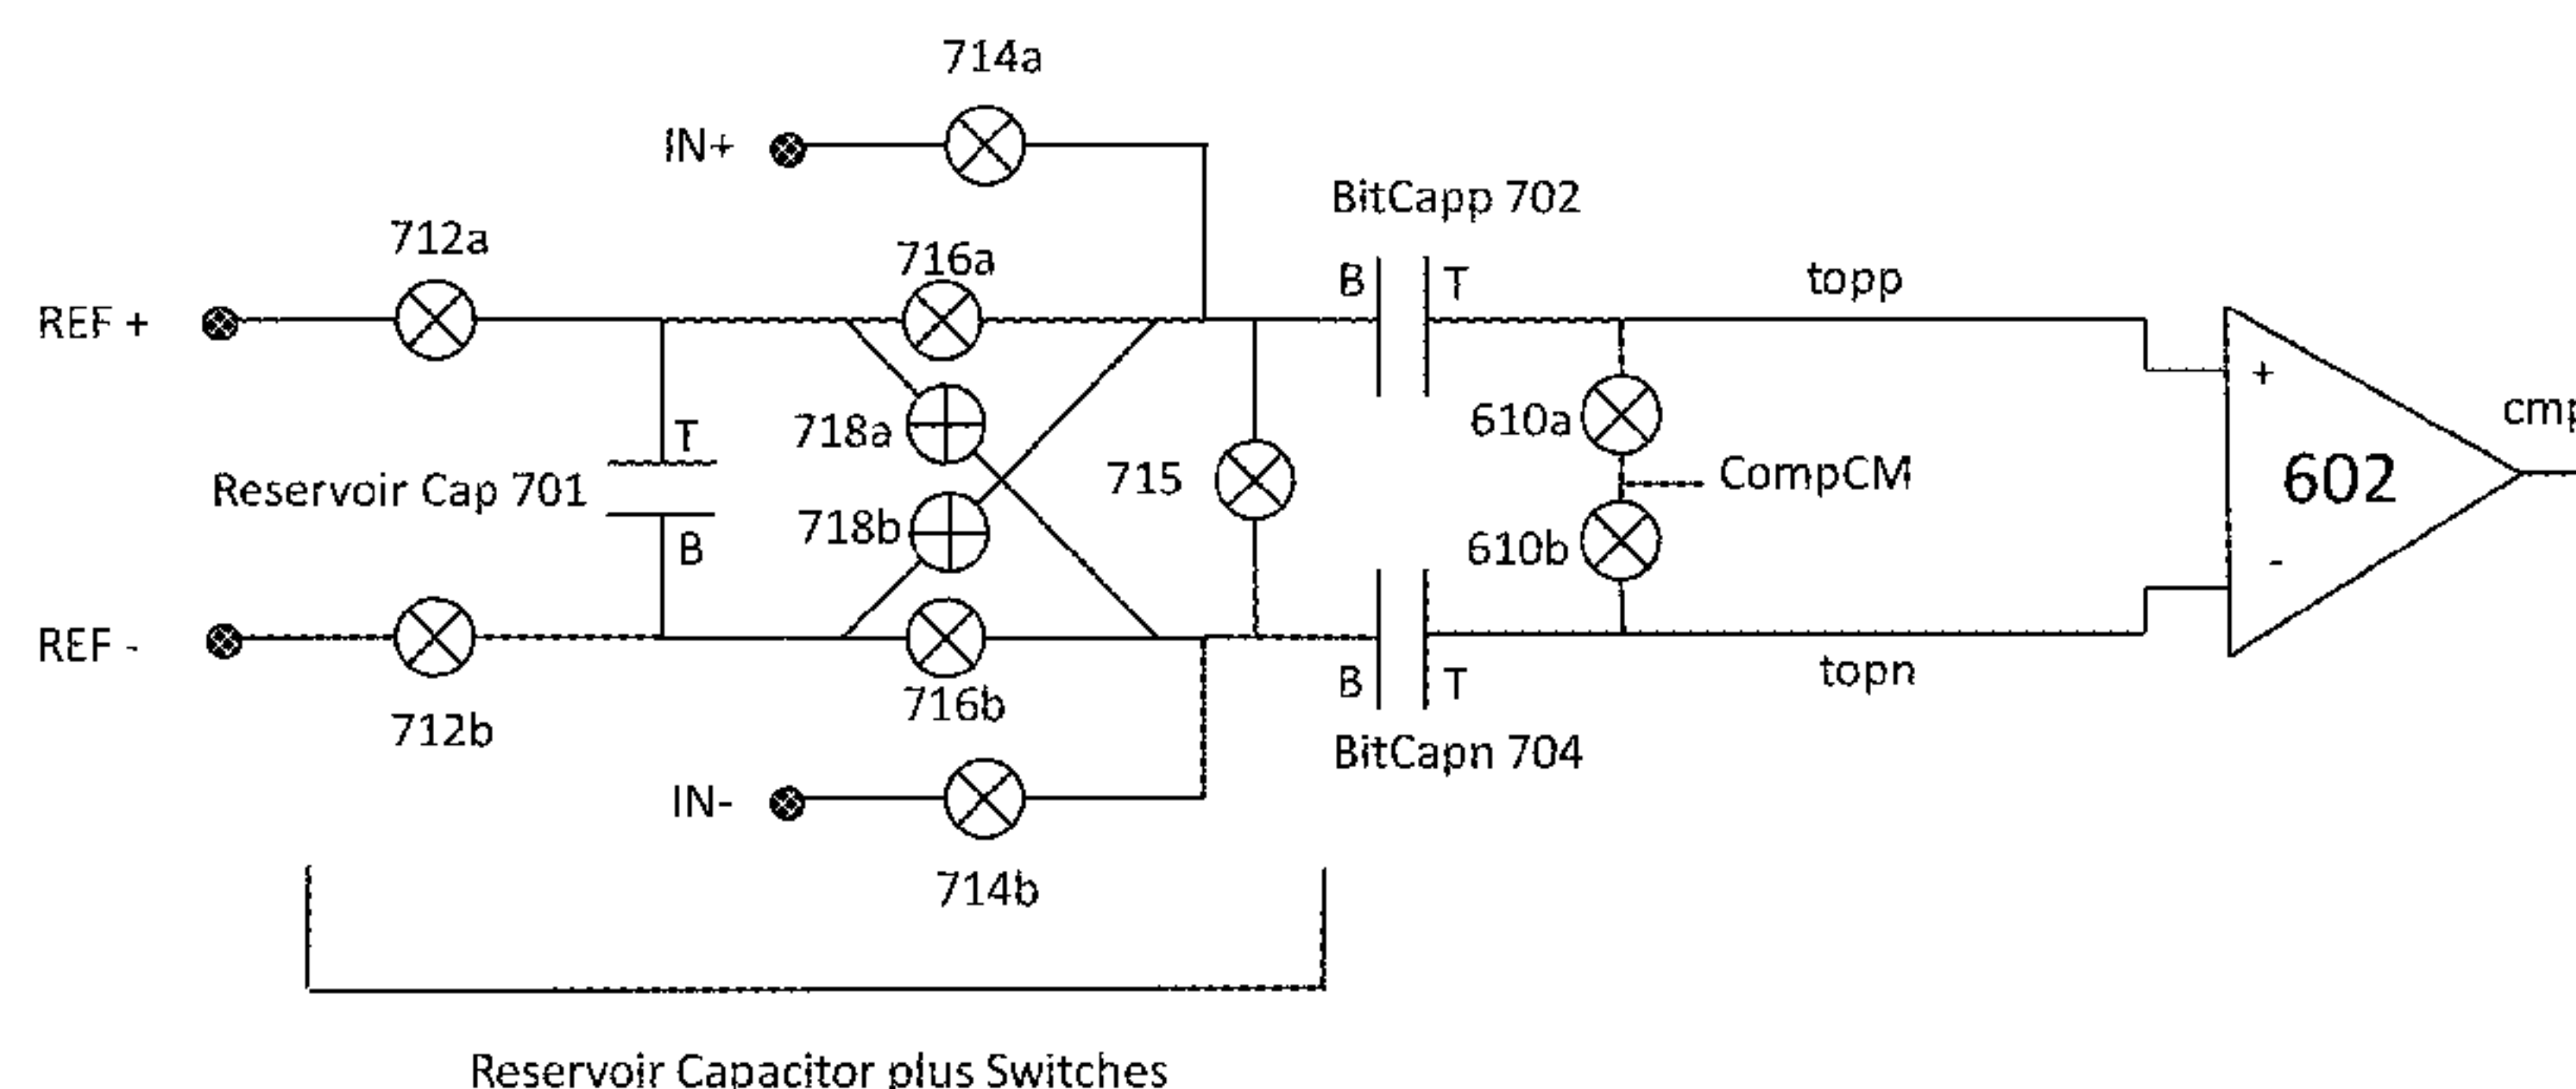 714a
IN+
BitCapp 702
712a
716a
REF +
B
T
topp
+
718a
610a
cmp
T
Reservoir Cap 701
715
CompCM
602
718b
B
610b
-
REF -
B
T
topn
716b
712b
BitCapn 704
IN-
714b
Reservoir Capacitor plus Switches